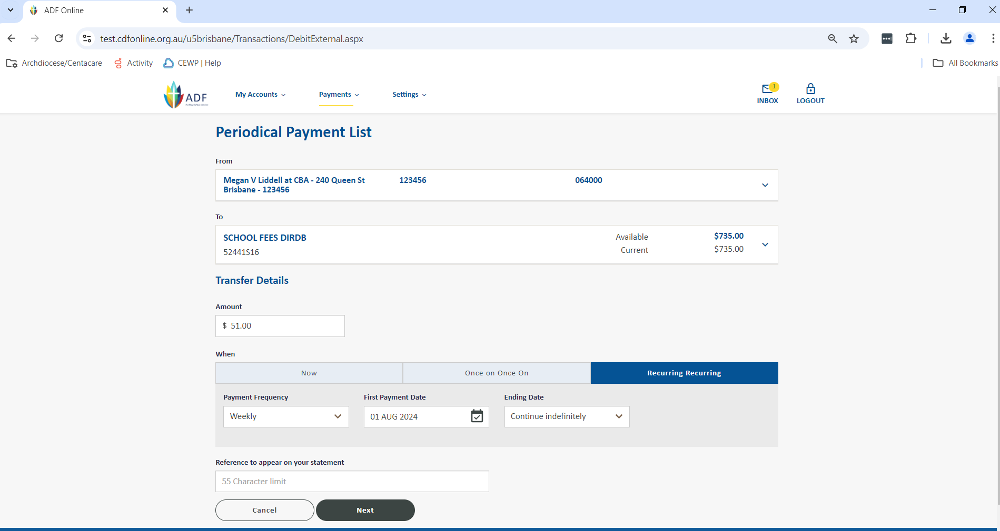 ADF Online
test.cdfonline.org.au/u5brisbane/Transactions/DebitExternal.aspx
Archdiocese/Centacare
Activity
CEWP | Help
All Bookmarks
ADF
My Accounts
Payments
Settings
1
INBOX
LOGOUT
Periodical Payment List
From
Megan V Liddell at CBA - 240 Queen St
Brisbane - 123456
123456
064000
To
SCHOOL FEES DIRDB
52441S16
Available
$735.00
Current
$735.00
Transfer Details
Amount
$ 51.00
When
Now
Once on Once On
Recurring Recurring
Payment Frequency
First Payment Date
Ending Date
Weekly
01 AUG 2024
Continue indefinitely
Reference to appear on your statement
55 Character limit
Cancel
Next